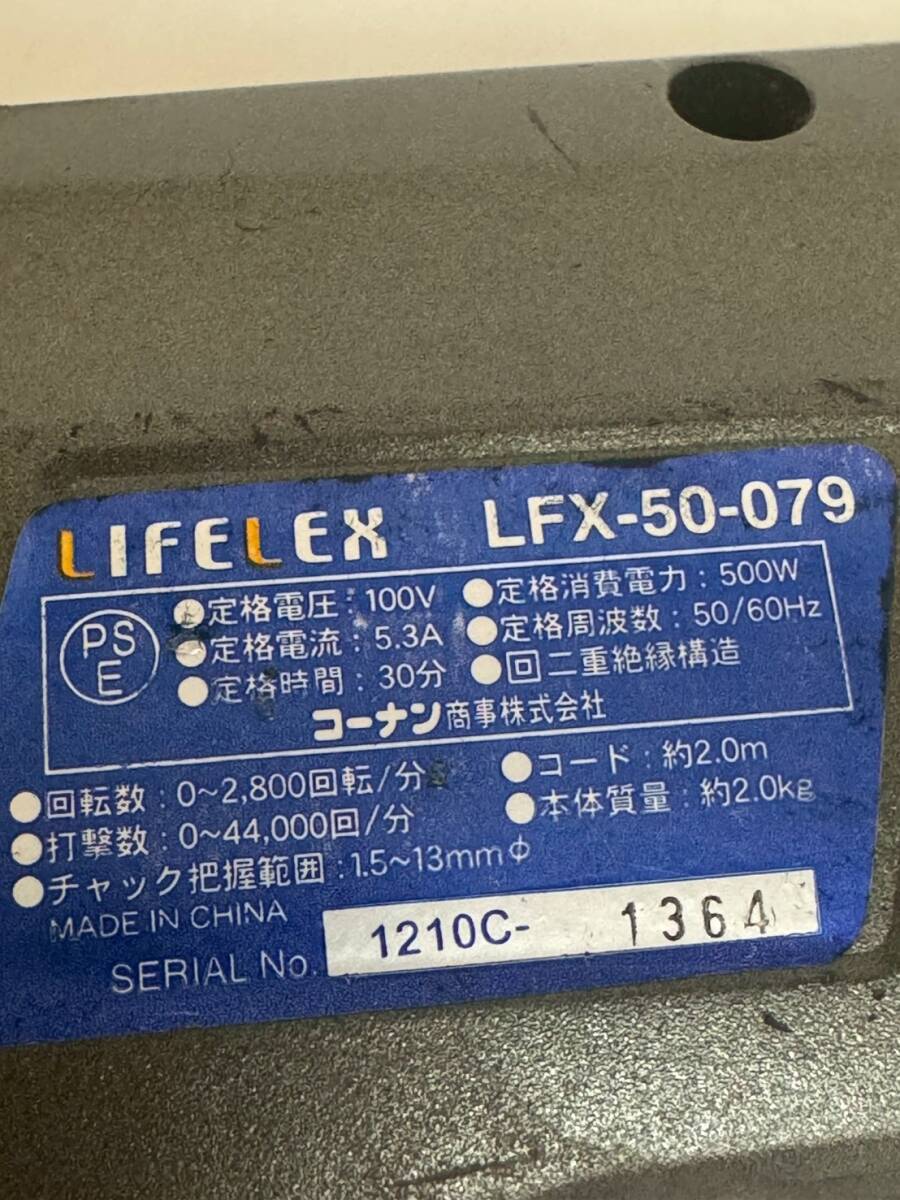 LIFELEX LFX-50-079
PS
E
●定格電圧：100V ●定格消費電力：500W
●定格電流：5.3A ●定格周波数：50/60Hz
●定格時間：30分 ●回二重絶縁構造
コーナン商事株式会社
●回転数：0~2,800回転/分 ●コード：約2.0m
●打撃数：0~44,000回/分 ●本体質量：約2.0kg
●チャック把握範囲：1.5~13mmφ
MADE IN CHINA
SERIAL No. 1210C- 1364